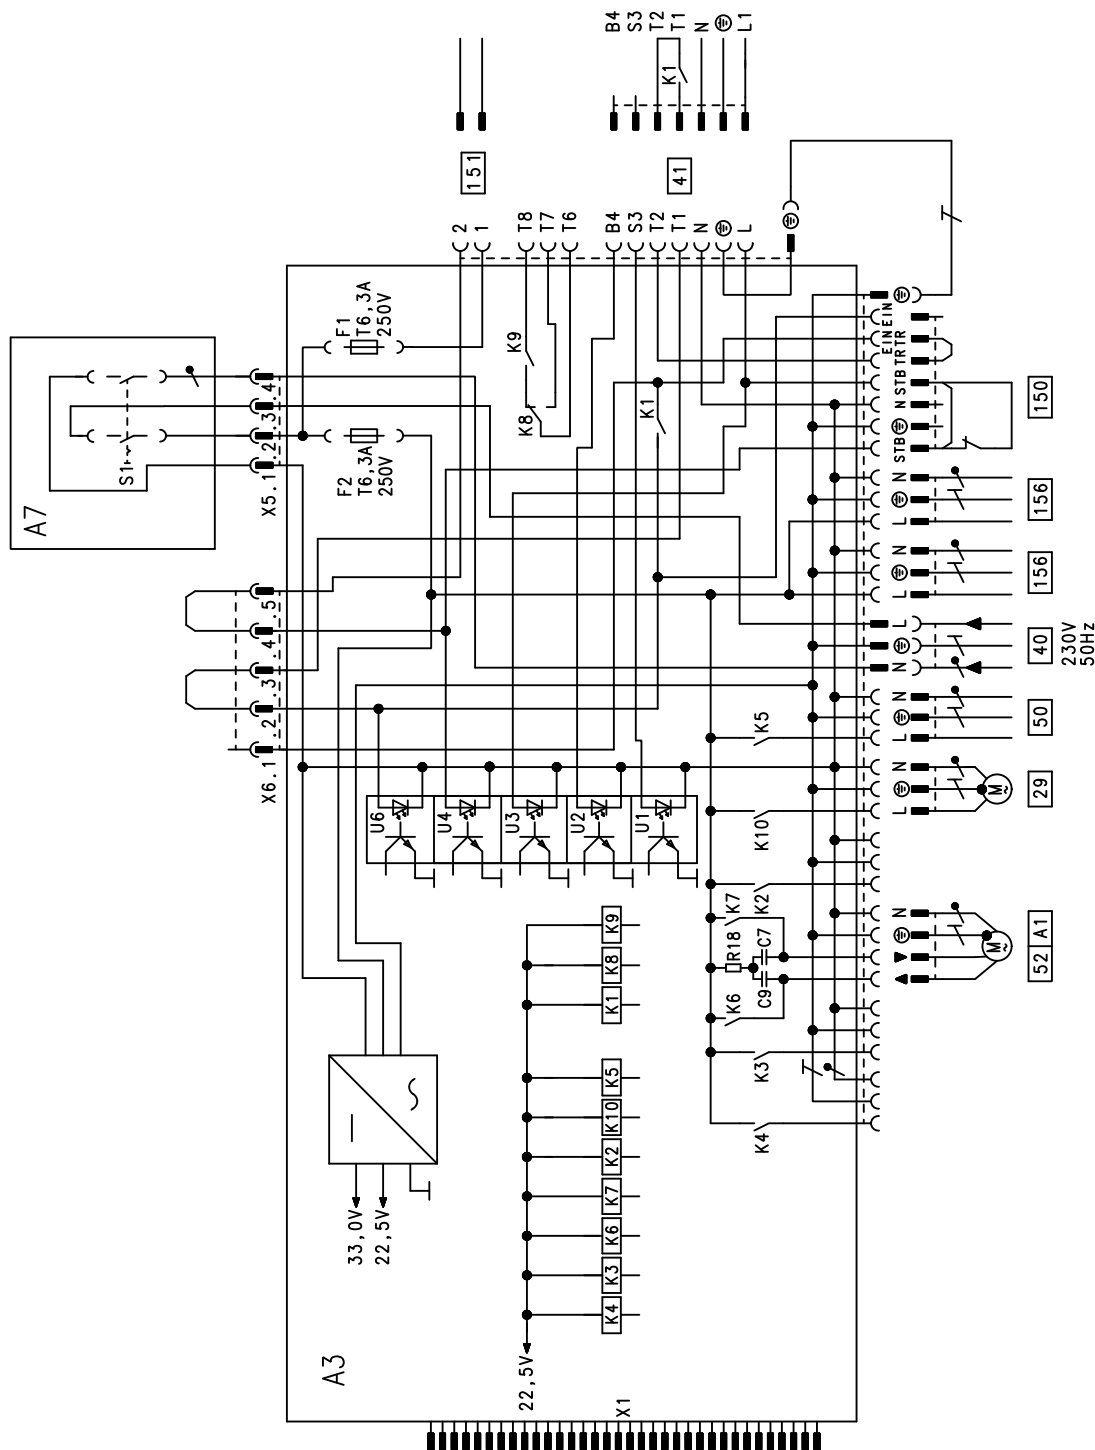 B4
S3
T2
T1
N
L1
K1
151
41
2
1
T8
T7
T6
B4
S3
T2
T1
N
L
A7
S1
F1
T6,3A
250V
F2
T6,3A
250V
K9
K8
K1
X5.1 .2 .3 .4
X6.1 .2 .3 .4 .5
EIN
EIN
TR
TR
STB
N
STB
150
N
L
156
N
L
156
L
N
40
230V
50Hz
N
L
50
N
L
M~
29
N
M~
52 A1
K5
K10
K2
K7
R18
C7
C9
K6
K3
K4
U6
U4
U3
U2
U1
K9
K8
K1
K5
K10
K2
K7
K6
K3
K4
33,0V
22,5V
22,5V
A3
X1